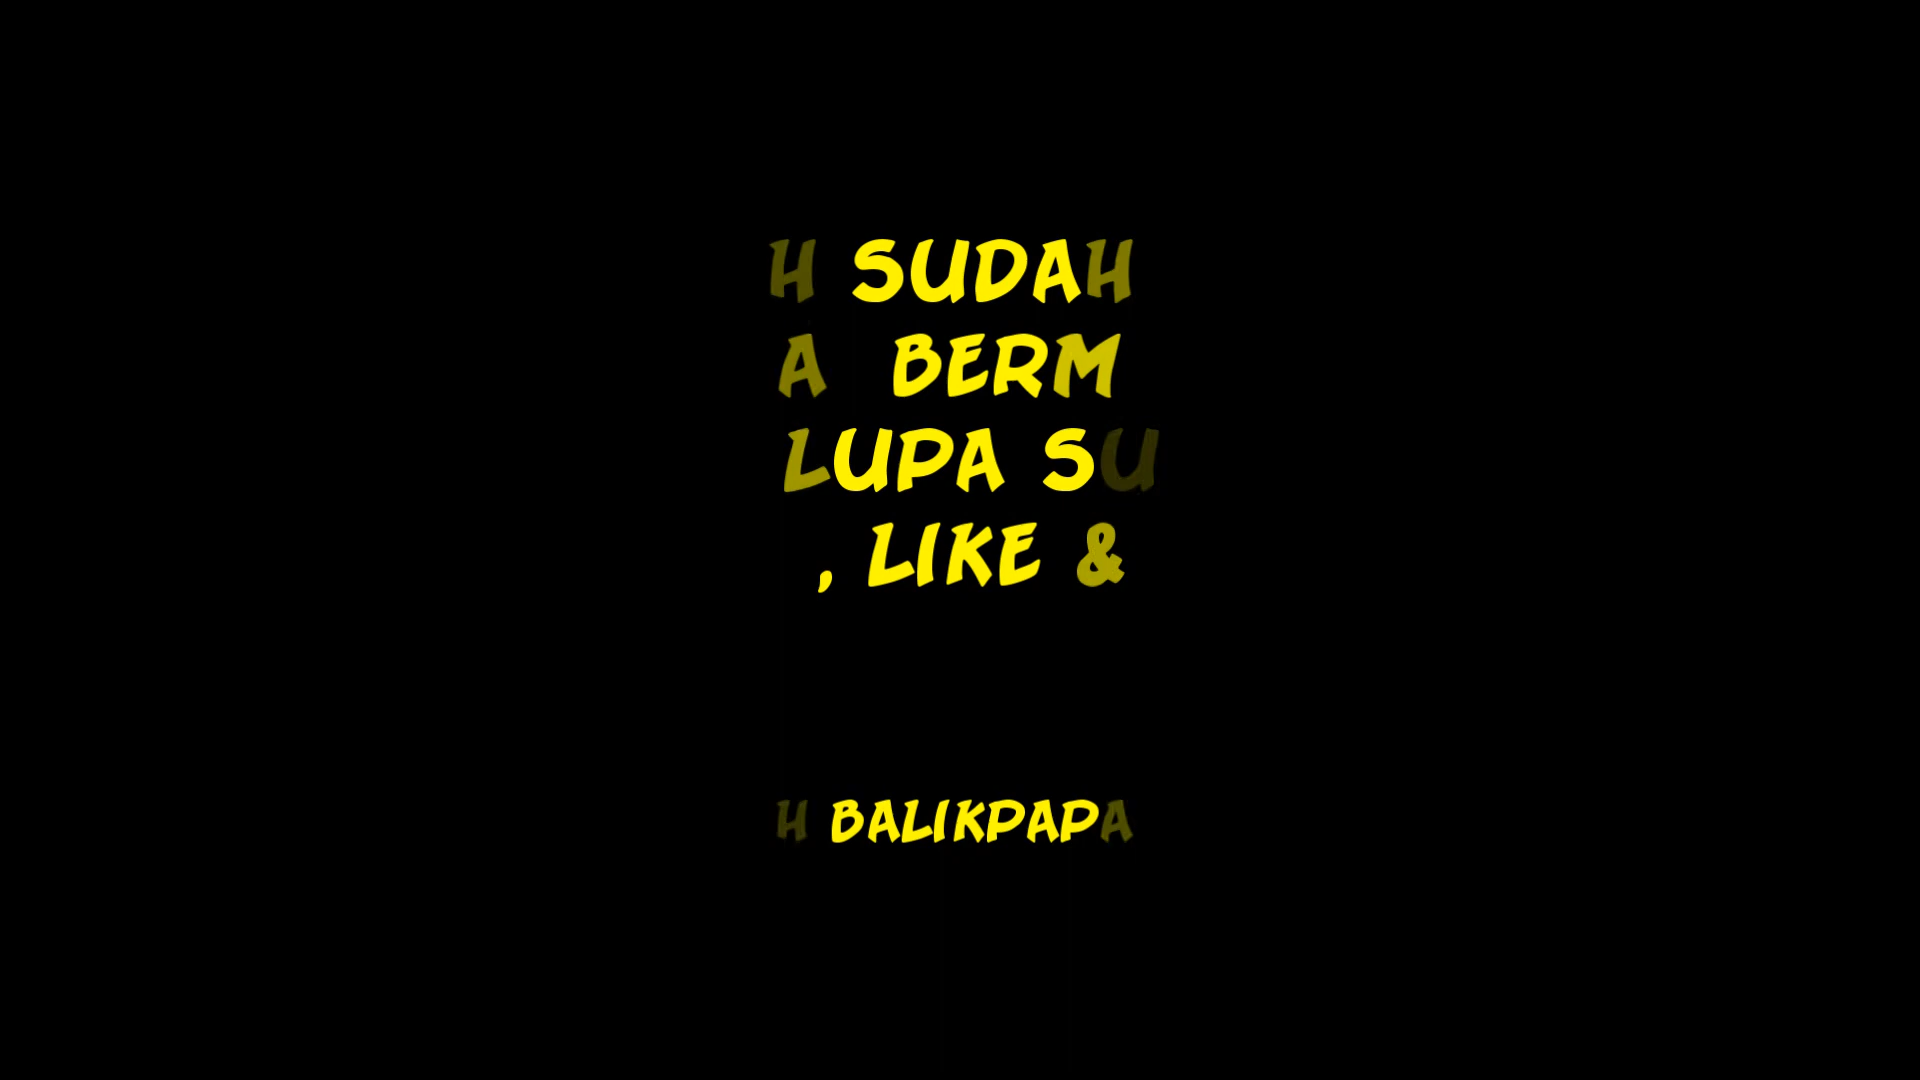 H SUDAH
A BERM
LUPA SU
, LIKE &
H BALIKPAPA